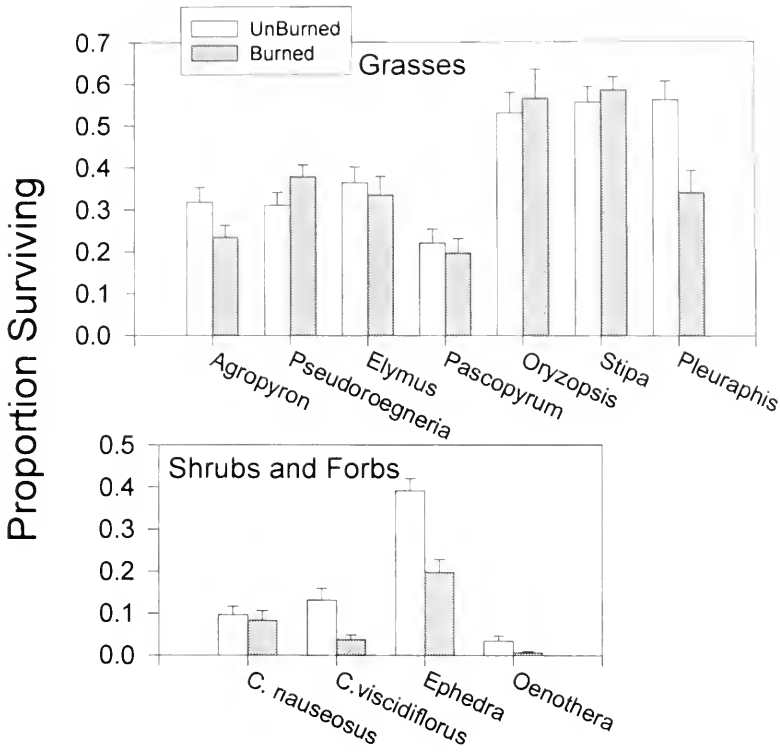 UnBurned
Burned
Grasses
Proportion Surviving
0.7
0.6
0.5
0.4
0.3
0.2
0.1
0.0
Agropyron
Pseudoroegneria
Elymus
Pascopyrum
Oryzopsis
Stipa
Pleuraphis
Shrubs and Forbs
0.5
0.4
0.3
0.2
0.1
0.0
C. nauseosus
C. viscidiflorus
Ephedra
Oenothera